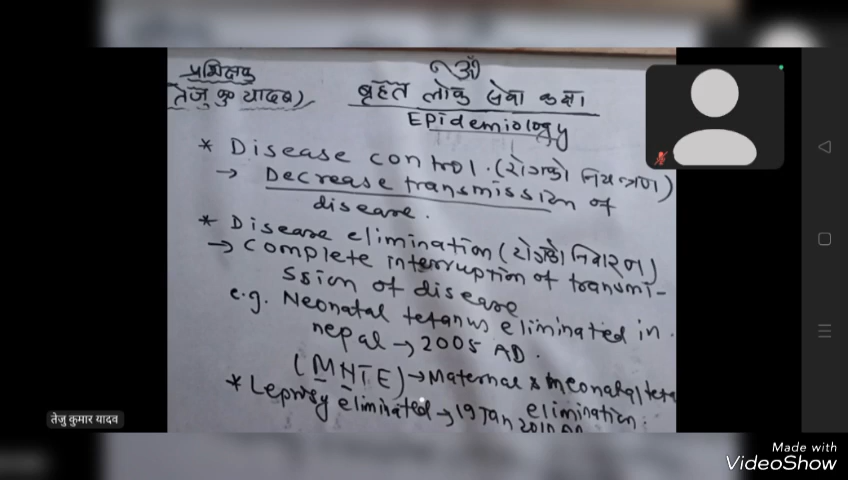 ॐ
प्रशिक्षक
तेजु कु यादव)
बृहत लोक सेवा कक्षा
Epidemiology
* Disease control. (रोगको नियन्त्रण)
→ Decrease transmission of
disease.
* Disease elimination (रोगको निवारण)
→ Complete interruption of transmi-
ssion of disease
e.g. Neonatal tetanus eliminated in
nepal → 2005 AD.
(MNTE) → Maternal & neonatal teta
elimination.
* Leprosy eliminated → 19 Jan 2010 AD
तेजु कुमार यादव
Made with
VideoShow